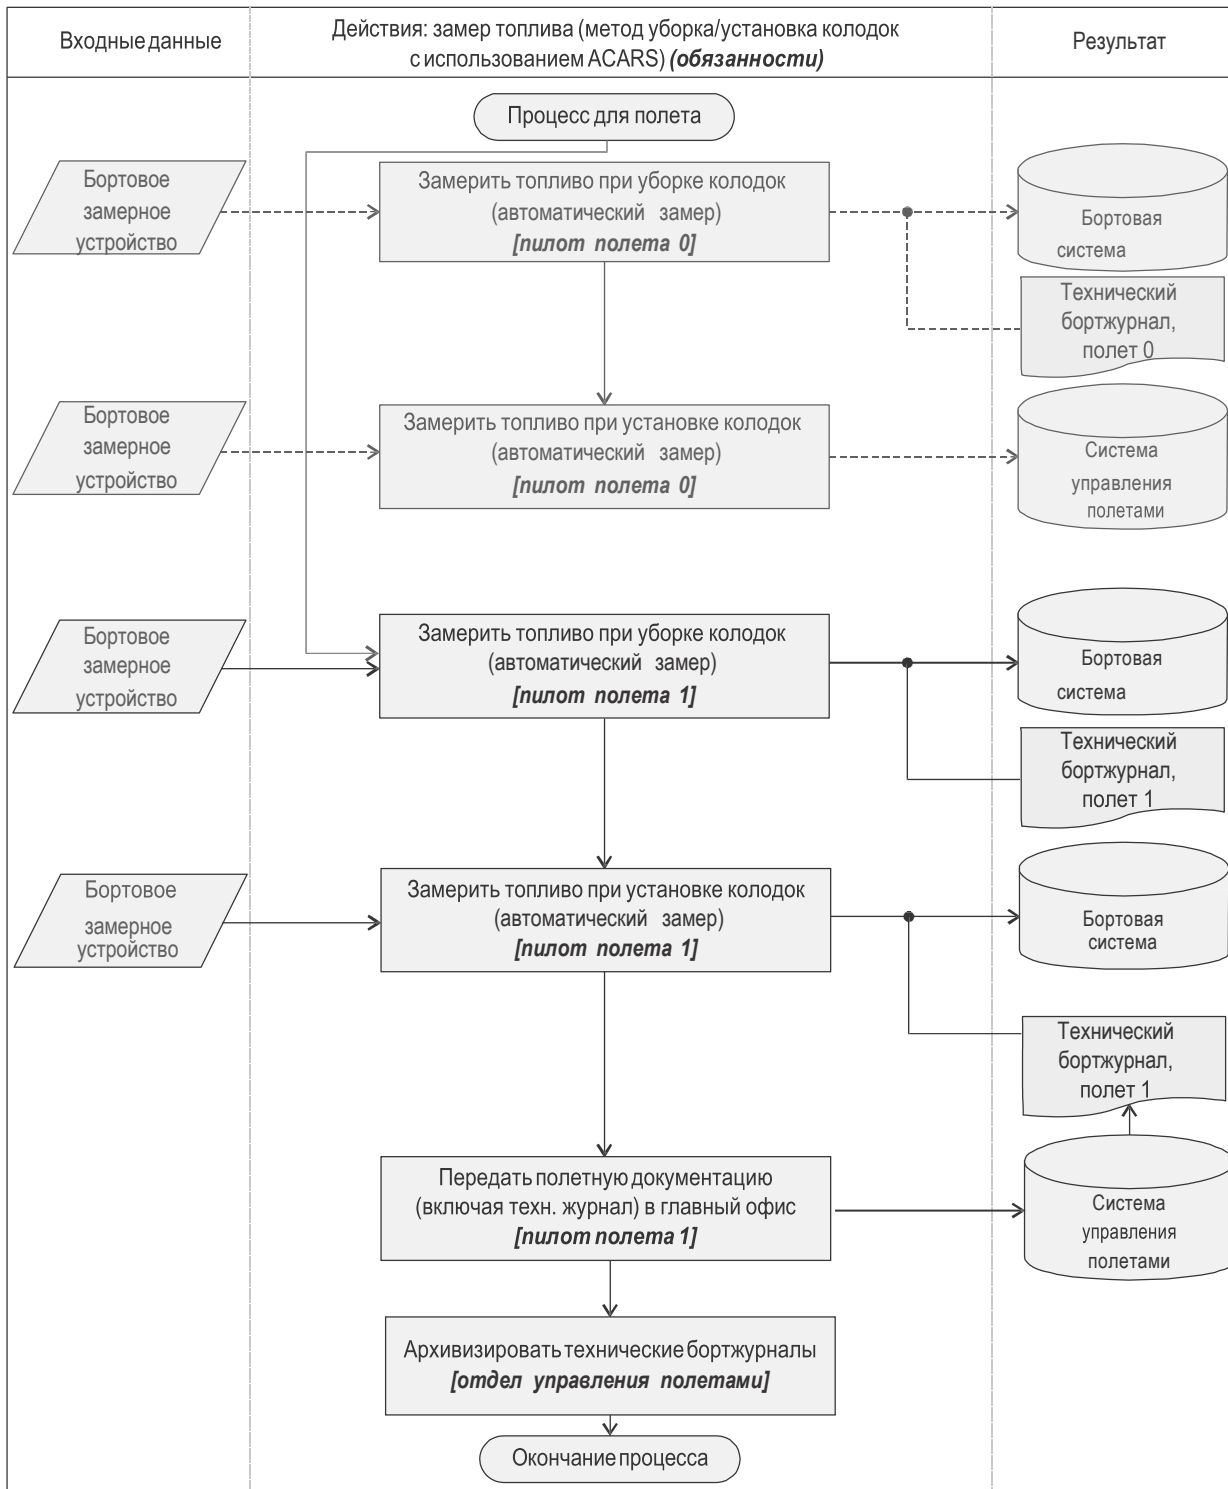 Входные данные
Действия: замер топлива (метод уборка/установка колодок
с использованием ACARS) (обязанности)
Результат
Процесс для полета
Бортовое
замерное
устройство
Замерить топливо при уборке колодок
(автоматический замер)
[пилот полета 0]
Бортовая
система
Технический
бортжурнал,
полет 0
Бортовое
замерное
устройство
Замерить топливо при установке колодок
(автоматический замер)
[пилот полета 0]
Система
управления
полетами
Бортовое
замерное
устройство
Замерить топливо при уборке колодок
(автоматический замер)
[пилот полета 1]
Бортовая
система
Технический
бортжурнал,
полет 1
Бортовое
замерное
устройство
Замерить топливо при установке колодок
(автоматический замер)
[пилот полета 1]
Бортовая
система
Технический
бортжурнал,
полет 1
Передать полетную документацию
(включая техн. журнал) в главный офис
[пилот полета 1]
Система
управления
полетами
Архивизировать технические бортжурналы
[отдел управления полетами]
Окончание процесса